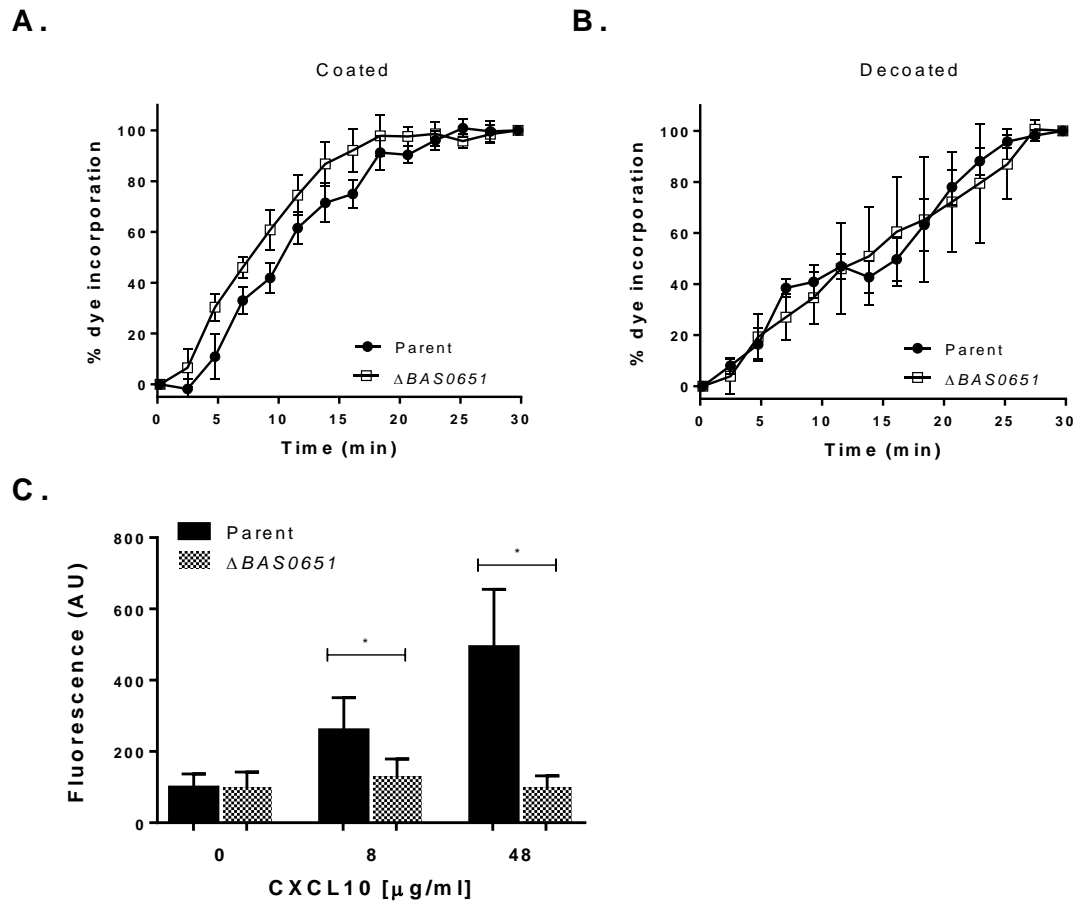 A.
B.
Coated
Decoated
% dye incorporation
100
80
60
40
20
0
Parent
ΔBAS0651
0 5 10 15 20 25 30
Time (min)
% dye incorporation
100
80
60
40
20
0
Parent
ΔBAS0651
0 5 10 15 20 25 30
Time (min)
C.
Parent
ΔBAS0651
Fluorescence (AU)
800
600
400
200
0
*
*
0 8 48
CXCL10 [μg/ml]